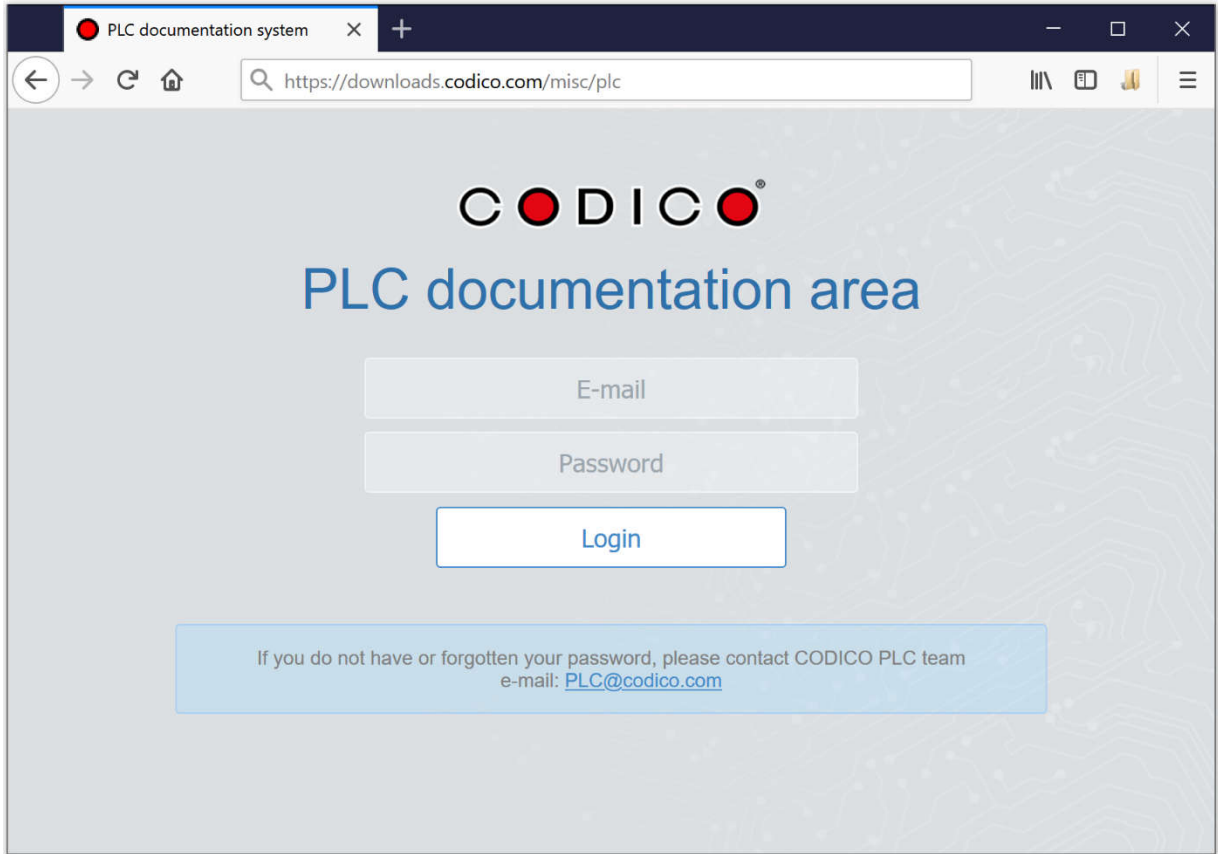 PLC documentation system
https://downloads.codico.com/misc/plc
CODICO®
PLC documentation area
E-mail
Password
Login
If you do not have or forgotten your password, please contact CODICO PLC team
e-mail: PLC@codico.com